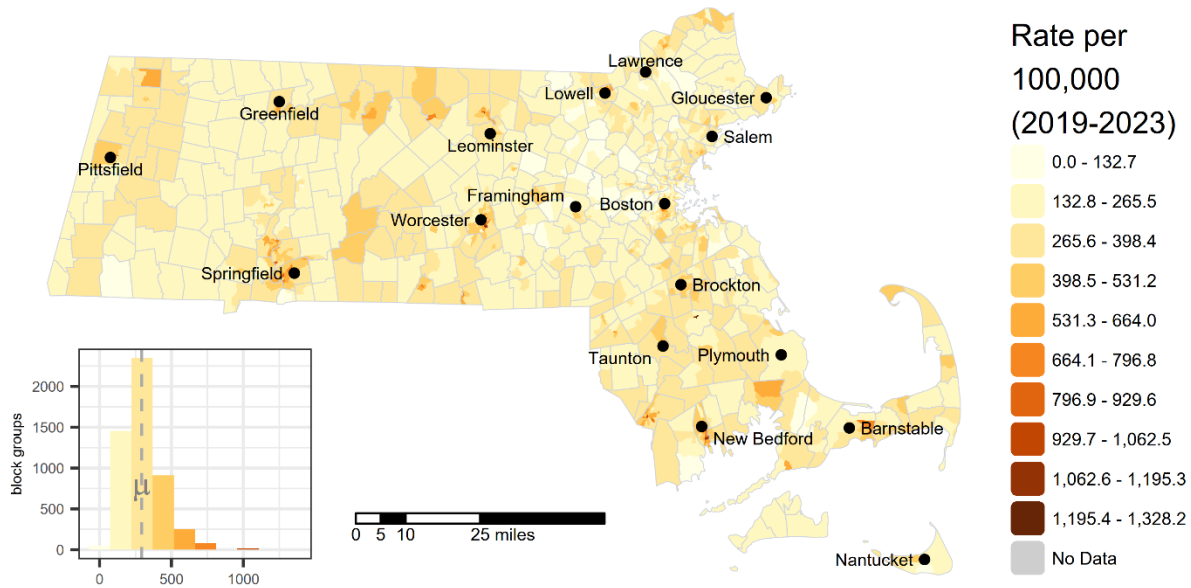 Lawrence
Lowell
Gloucester
Greenfield
Salem
Leominster
Pittsfield
Framingham
Boston
Worcester
Springfield
Brockton
Taunton
Plymouth
New Bedford
Barnstable
Nantucket
Rate per
100,000
(2019-2023)
0.0 - 132.7
132.8 - 265.5
265.6 - 398.4
398.5 - 531.2
531.3 - 664.0
664.1 - 796.8
796.9 - 929.6
929.7 - 1,062.5
1,062.6 - 1,195.3
1,195.4 - 1,328.2
No Data
block groups
2000
1500
1000
500
0
μ
0 500 1000
0 5 10 25 miles